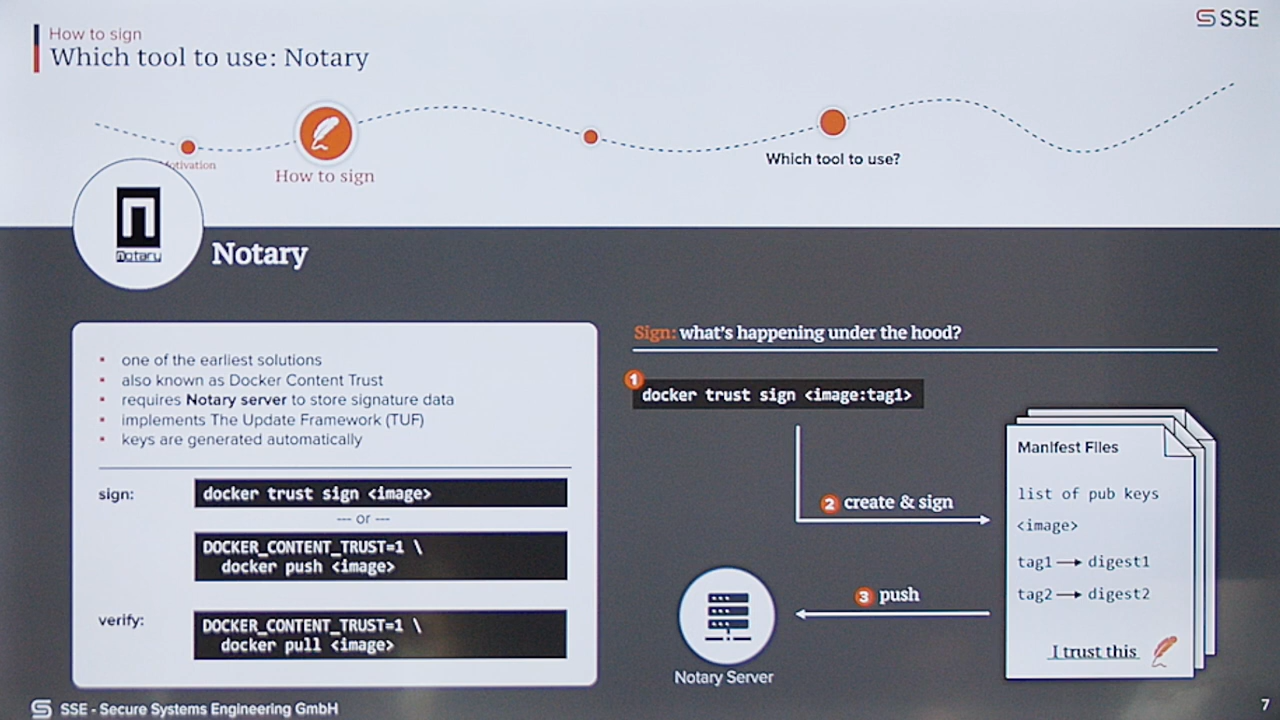 How to sign
Which tool to use: Notary
SSE
Motivation
How to sign
Which tool to use?
notary
Notary
one of the earliest solutions
also known as Docker Content Trust
requires Notary server to store signature data
implements The Update Framework (TUF)
keys are generated automatically
sign:
docker trust sign <image>
--- or ---
DOCKER_CONTENT_TRUST=1 \
docker push <image>
verify:
DOCKER_CONTENT_TRUST=1 \
docker pull <image>
Sign: what's happening under the hood?
1
docker trust sign <image:tag1>
2 create & sign
3 push
Notary Server
Manifest Files
list of pub keys
<image>
tag1 → digest1
tag2 → digest2
I trust this
SSE - Secure Systems Engineering GmbH
7